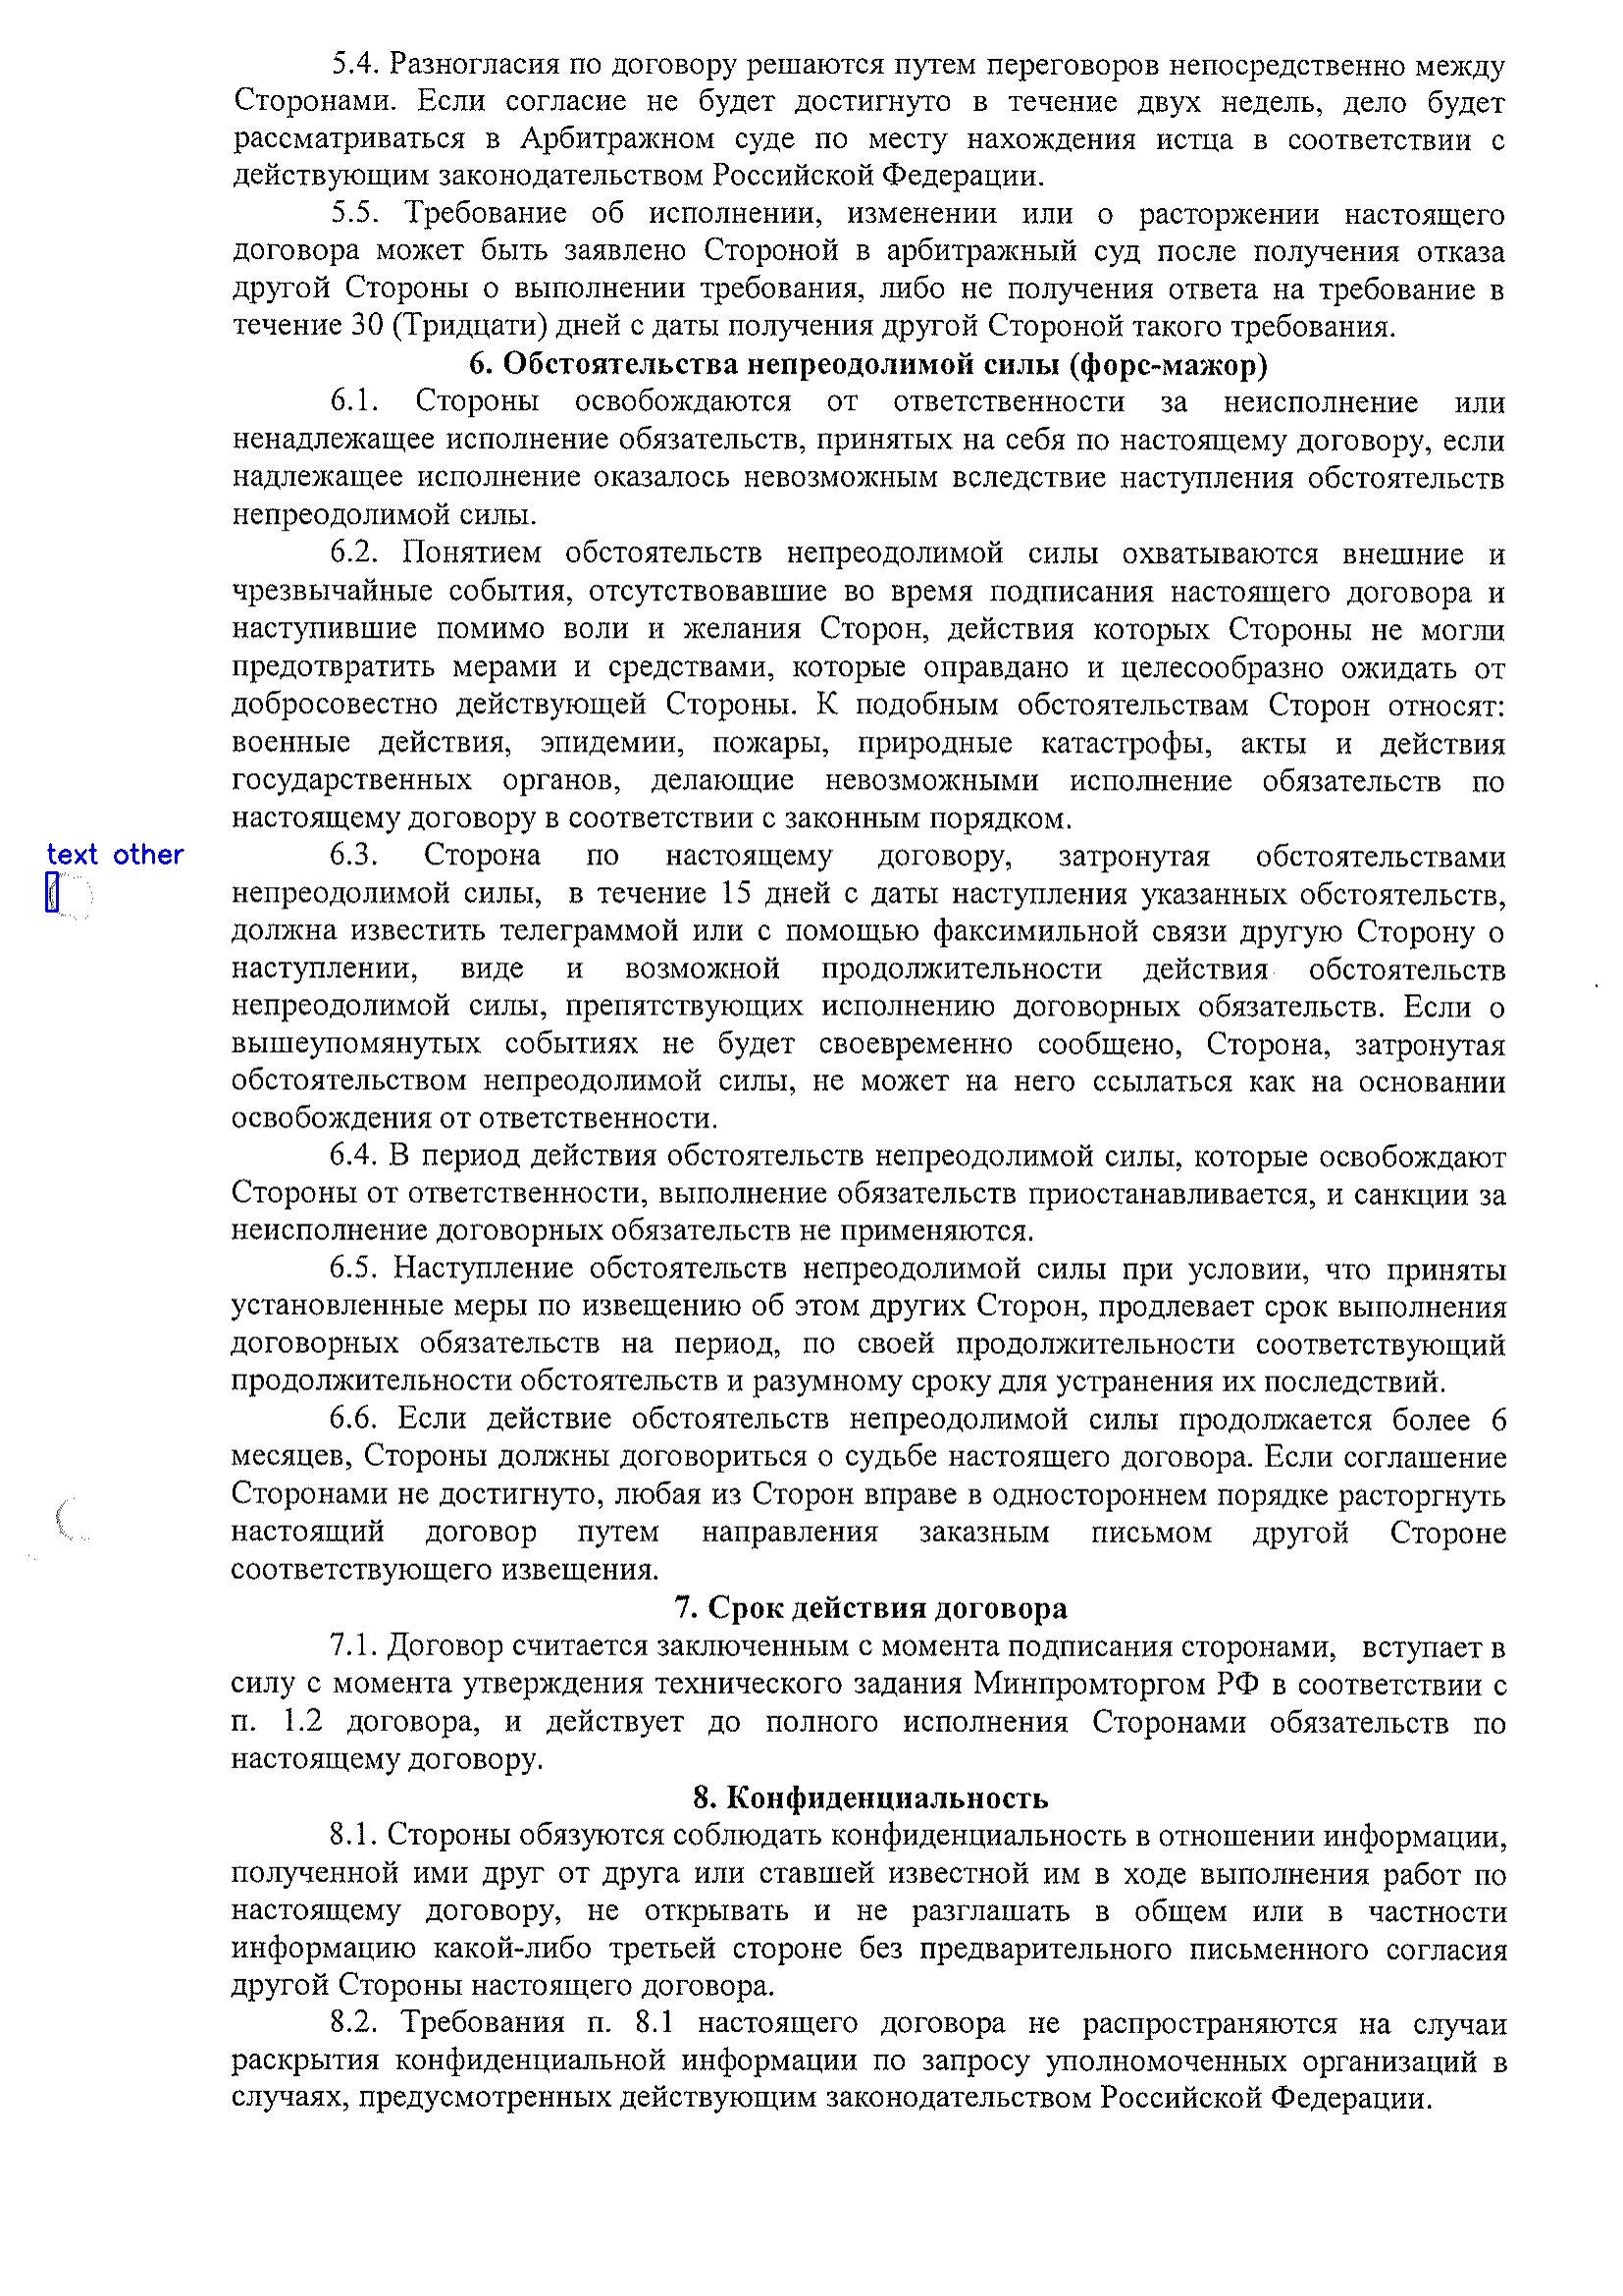 5.4. Разногласия по договору решаются путем переговоров непосредственно между
Сторонами. Если согласие не будет достигнуто в течение двух недель, дело будет
рассматриваться в Арбитражном суде по месту нахождения истца в соответствии с
действующим законодательством Российской Федерации.
5.5. Требование об исполнении, изменении или о расторжении настоящего
договора может быть заявлено Стороной в арбитражный суд после получения отказа
другой Стороны о выполнении требования, либо не получения ответа на требование в
течение 30 (Тридцати) дней с даты получения другой Стороной такого требования.
6. Обстоятельства непреодолимой силы (форс-мажор)
6.1. Стороны освобождаются от ответственности за неисполнение или
ненадлежащее исполнение обязательств, принятых на себя по настоящему договору, если
надлежащее исполнение оказалось невозможным вследствие наступления обстоятельств
непреодолимой силы.
6.2. Понятием обстоятельств непреодолимой силы охватываются внешние и
чрезвычайные события, отсутствовавшие во время подписания настоящего договора и
наступившие помимо воли и желания Сторон, действия которых Стороны не могли
предотвратить мерами и средствами, которые оправдано и целесообразно ожидать от
добросовестно действующей Стороны. К подобным обстоятельствам Сторон относят:
военные действия, эпидемии, пожары, природные катастрофы, акты и действия
государственных органов, делающие невозможными исполнение обязательств по
настоящему договору в соответствии с законным порядком.
text other
6.3. Сторона по настоящему договору, затронутая обстоятельствами
непреодолимой силы, в течение 15 дней с даты наступления указанных обстоятельств,
должна известить телеграммой или с помощью факсимильной связи другую Сторону о
наступлении, виде и возможной продолжительности действия обстоятельств
непреодолимой силы, препятствующих исполнению договорных обязательств. Если о
вышеупомянутых событиях не будет своевременно сообщено, Сторона, затронутая
обстоятельством непреодолимой силы, не может на него ссылаться как на основании
освобождения от ответственности.
6.4. В период действия обстоятельств непреодолимой силы, которые освобождают
Стороны от ответственности, выполнение обязательств приостанавливается, и санкции за
неисполнение договорных обязательств не применяются.
6.5. Наступление обстоятельств непреодолимой силы при условии, что приняты
установленные меры по извещению об этом других Сторон, продлевает срок выполнения
договорных обязательств на период, по своей продолжительности соответствующий
продолжительности обстоятельств и разумному сроку для устранения их последствий.
6.6. Если действие обстоятельств непреодолимой силы продолжается более 6
месяцев, Стороны должны договориться о судьбе настоящего договора. Если соглашение
Сторонами не достигнуто, любая из Сторон вправе в одностороннем порядке расторгнуть
настоящий договор путем направления заказным письмом другой Стороне
соответствующего извещения.
7. Срок действия договора
7.1. Договор считается заключенным с момента подписания сторонами, вступает в
силу с момента утверждения технического задания Минпромторгом РФ в соответствии с
п. 1.2 договора, и действует до полного исполнения Сторонами обязательств по
настоящему договору.
8. Конфиденциальность
8.1. Стороны обязуются соблюдать конфиденциальность в отношении информации,
полученной ими друг от друга или ставшей известной им в ходе выполнения работ по
настоящему договору, не открывать и не разглашать в общем или в частности
информацию какой-либо третьей стороне без предварительного письменного согласия
другой Стороны настоящего договора.
8.2. Требования п. 8.1 настоящего договора не распространяются на случаи
раскрытия конфиденциальной информации по запросу уполномоченных организаций в
случаях, предусмотренных действующим законодательством Российской Федерации.